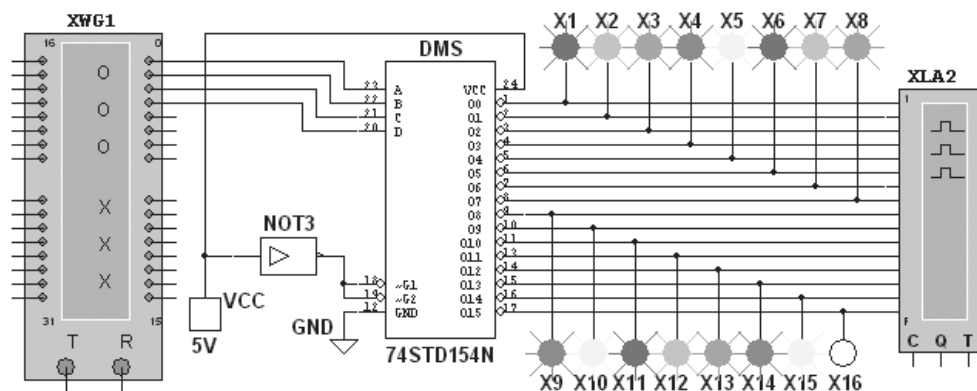 XWG1
16 0
O
O
O
X
X
X
31 15
T R
VCC
5V
NOT3
GND
DMS
23 A VCC 24
22 B O0 1
21 C O1 2
20 D O2 3
O3 4
O4 5
O5 6
O6 7
O7 8
O8 9
O9 10
O10 11
O11 13
O12 14
18 ~G1 O13 15
19 ~G2 O14 16
12 GND O15 17
74STD154N
X1 X2 X3 X4 X5 X6 X7 X8
X9 X10 X11 X12 X13 X14 X15 X16
XLA2
1
F
C Q T